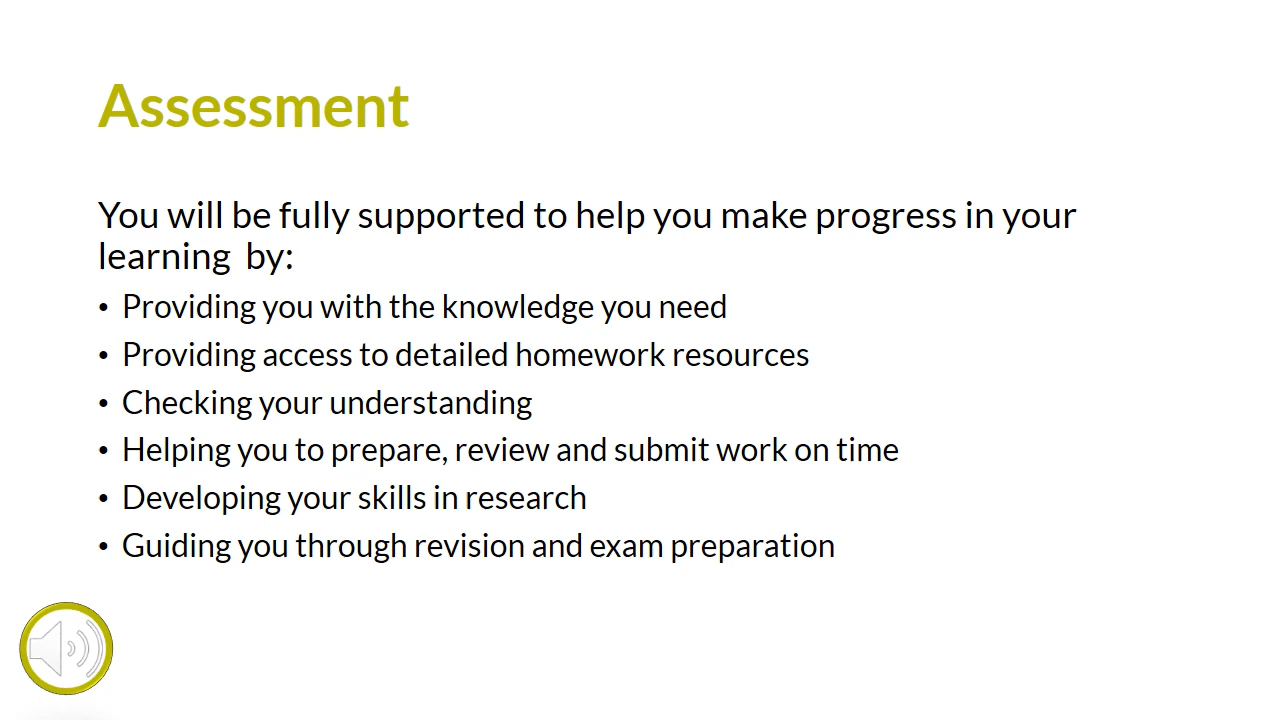 Assessment
You will be fully supported to help you make progress in your
learning  by:
• Providing you with the knowledge you need
• Providing access to detailed homework resources
• Checking your understanding
• Helping you to prepare, review and submit work on time
• Developing your skills in research
• Guiding you through revision and exam preparation